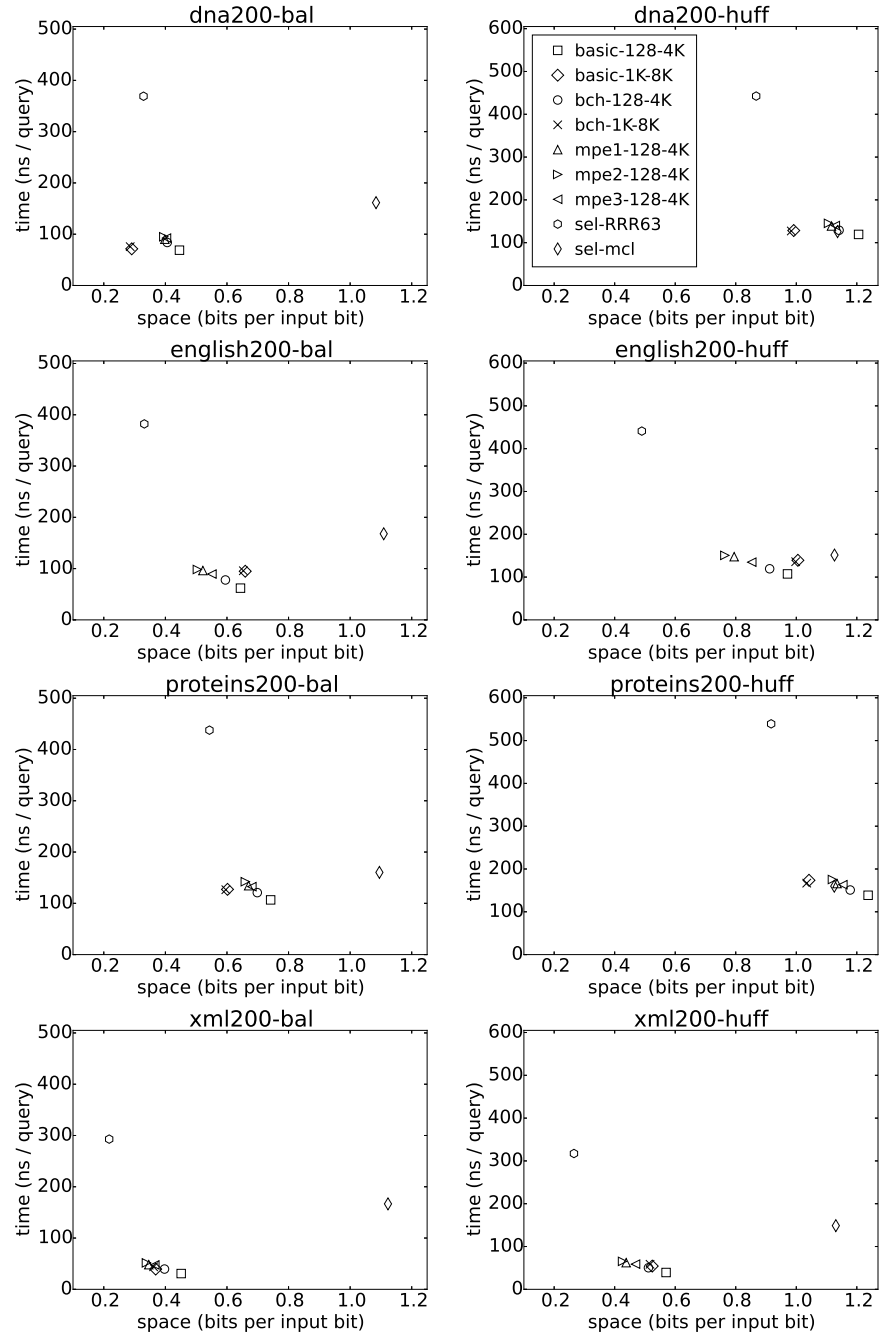 dna200-bal
500
400
300
200
100
0
time (ns / query)
0.2 0.4 0.6 0.8 1.0 1.2
space (bits per input bit)
dna200-huff
600
500
400
300
200
100
0
time (ns / query)
basic-128-4K
basic-1K-8K
bch-128-4K
bch-1K-8K
mpe1-128-4K
mpe2-128-4K
mpe3-128-4K
sel-RRR63
sel-mcl
0.2 0.4 0.6 0.8 1.0 1.2
space (bits per input bit)
english200-bal
500
400
300
200
100
0
time (ns / query)
0.2 0.4 0.6 0.8 1.0 1.2
space (bits per input bit)
english200-huff
600
500
400
300
200
100
0
time (ns / query)
0.2 0.4 0.6 0.8 1.0 1.2
space (bits per input bit)
proteins200-bal
500
400
300
200
100
0
time (ns / query)
0.2 0.4 0.6 0.8 1.0 1.2
space (bits per input bit)
proteins200-huff
600
500
400
300
200
100
0
time (ns / query)
0.2 0.4 0.6 0.8 1.0 1.2
space (bits per input bit)
xml200-bal
500
400
300
200
100
0
time (ns / query)
0.2 0.4 0.6 0.8 1.0 1.2
space (bits per input bit)
xml200-huff
600
500
400
300
200
100
0
time (ns / query)
0.2 0.4 0.6 0.8 1.0 1.2
space (bits per input bit)